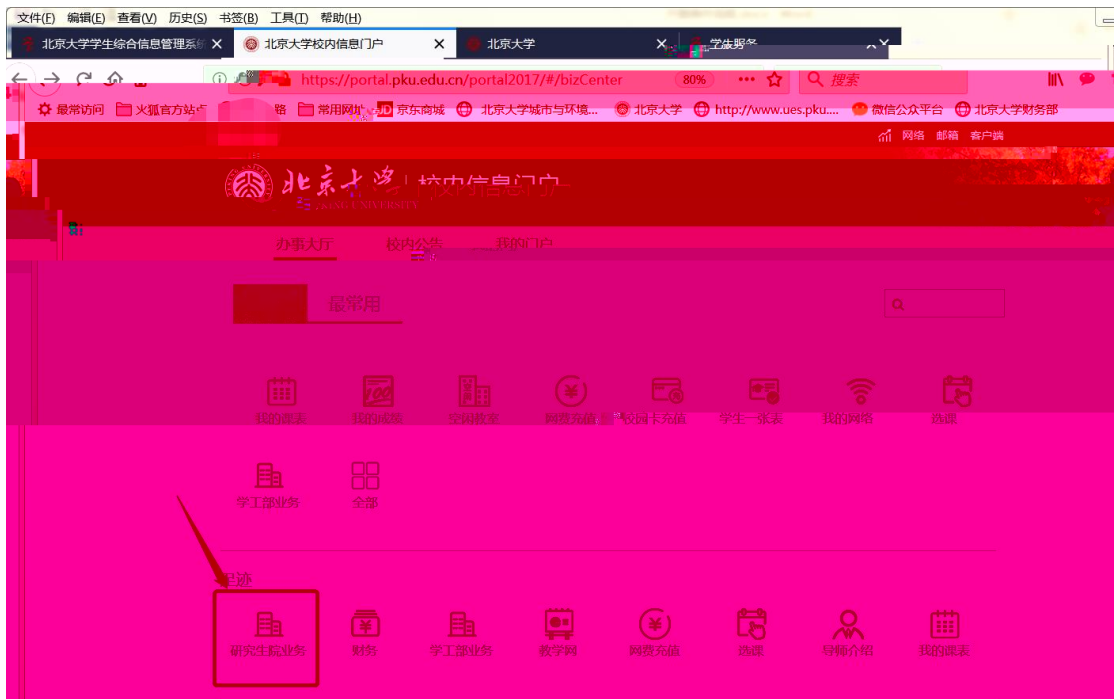 文件(F) 编辑(E) 查看(V) 历史(S) 书签(B) 工具(T) 帮助(H)
北京大学学生综合信息管理系统 北京大学校内信息门户 北京大学
https://portal.pku.edu.cn/portal2017/#/bizCenter 80% 搜索
最常访问 火狐官方站点 常用网址 京东商城 北京大学城市与环境... 北京大学 http://www.ues.pku.... 微信公众平台 北京大学财务部
网络 邮箱 客户端
北京大学 校内信息门户
办事大厅 校内公告 我的门户
最常用
我的课表 我的成绩 空闲教室 网费充值 校园卡充值 学生一张表 我的网络 选课
学工部业务 全部
足迹
研究生院业务 财务 学工部业务 教学网 网费充值 选课 导师介绍 我的课表